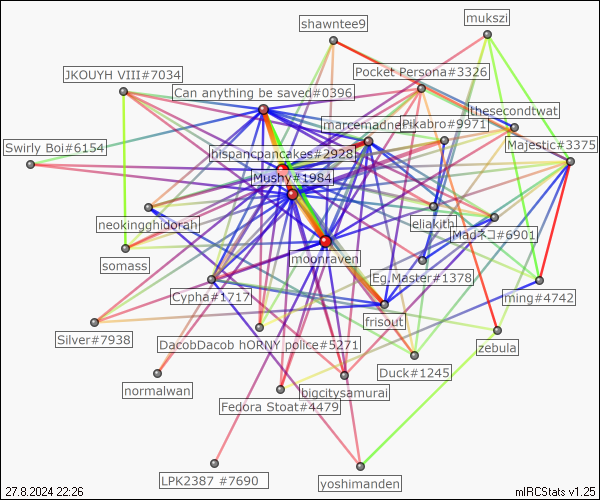 shawntee9
mukszi
JKOUYH VIII#7034
Pocket Persona#3326
Can anything be saved#0396
thesecondtwat
marcemadne
Pikabro#9971
Majestic#3375
Swirly Boi#6154
hispancpancakes#2928
Mushy#1984
neokingghidorah
eliakith
Madネコ#6901
somass
moonraven
Eg.Master#1378
Cypha#1717
ming#4742
frisout
Silver#7938
DacobDacob hORNY police#5271
zebula
Duck#1245
normalwan
bigcitysamurai
Fedora Stoat#4479
LPK2387 #7690
yoshimanden
27.8.2024 22:26
mIRCStats v1.25